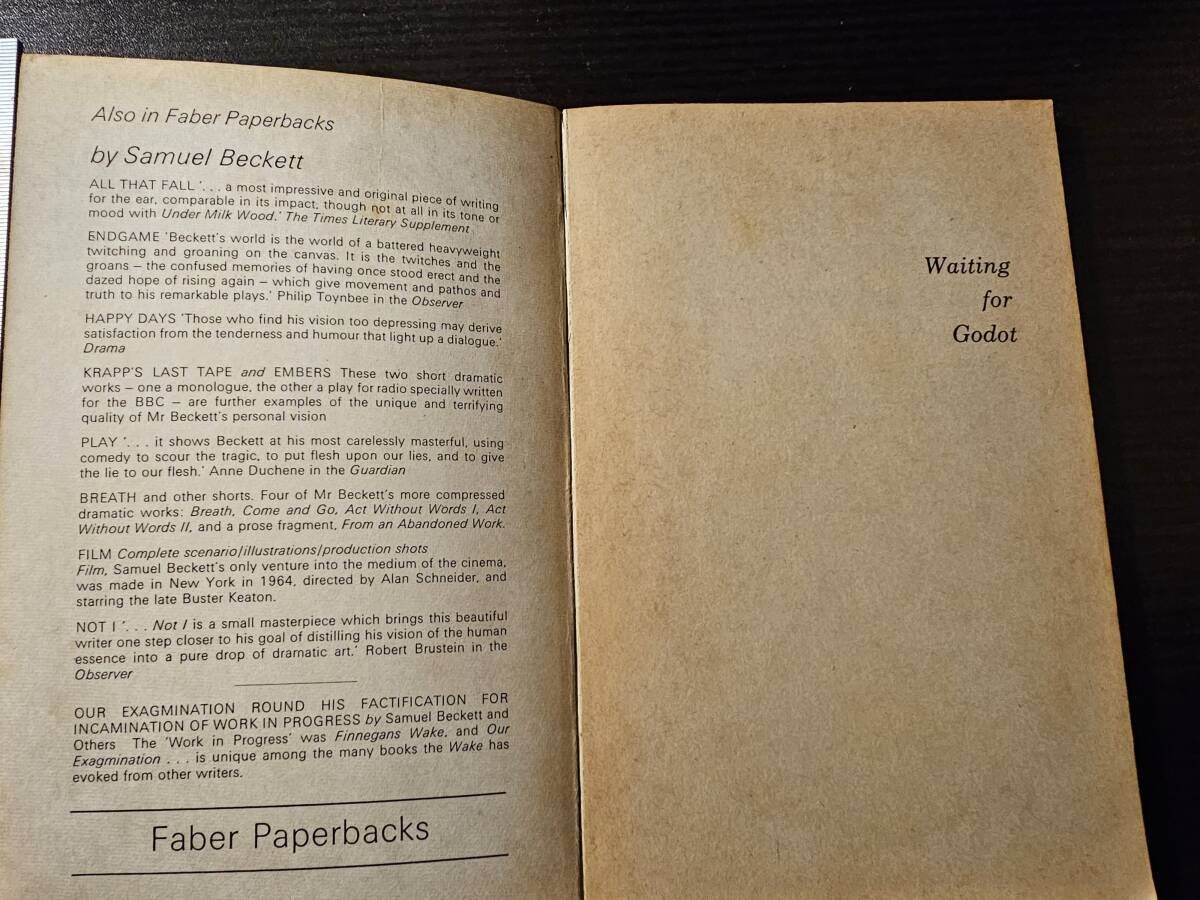 Also in Faber Paperbacks
by Samuel Beckett
ALL THAT FALL '. . . a most impressive and original piece of writing
for the ear, comparable in its impact, though not at all in its tone or
mood with Under Milk Wood.' The Times Literary Supplement
ENDGAME 'Beckett's world is the world of a battered heavyweight
twitching and groaning on the canvas. It is the twitches and the
groans – the confused memories of having once stood erect and the
dazed hope of rising again – which give movement and pathos and
truth to his remarkable plays.' Philip Toynbee in the Observer
HAPPY DAYS 'Those who find his vision too depressing may derive
satisfaction from the tenderness and humour that light up a dialogue.'
Drama
KRAPP'S LAST TAPE and EMBERS These two short dramatic
works – one a monologue, the other a play for radio specially written
for the BBC – are further examples of the unique and terrifying
quality of Mr Beckett's personal vision
PLAY '. . . it shows Beckett at his most carelessly masterful, using
comedy to scour the tragic, to put flesh upon our lies, and to give
the lie to our flesh.' Anne Duchene in the Guardian
BREATH and other shorts. Four of Mr Beckett's more compressed
dramatic works: Breath, Come and Go, Act Without Words I, Act
Without Words II, and a prose fragment, From an Abandoned Work.
FILM Complete scenario/illustrations/production shots
Film, Samuel Beckett's only venture into the medium of the cinema,
was made in New York in 1964, directed by Alan Schneider, and
starring the late Buster Keaton.
NOT I '. . . Not I is a small masterpiece which brings this beautiful
writer one step closer to his goal of distilling his vision of the human
essence into a pure drop of dramatic art.' Robert Brustein in the
Observer
OUR EXAGMINATION ROUND HIS FACTIFICATION FOR
INCAMINATION OF WORK IN PROGRESS by Samuel Beckett and
Others The 'Work in Progress' was Finnegans Wake, and Our
Exagmination . . . is unique among the many books the Wake has
evoked from other writers.
Faber Paperbacks
Waiting
for
Godot